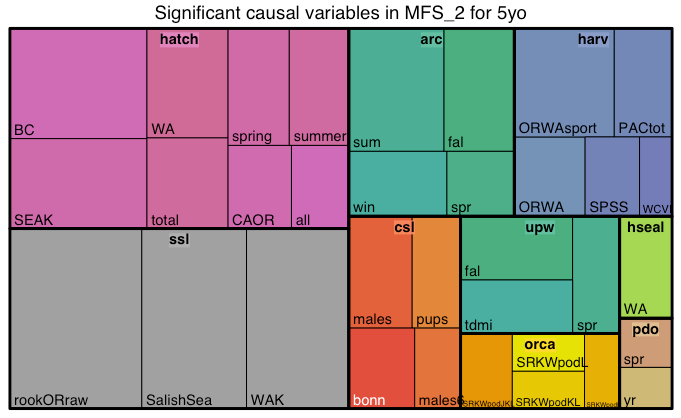 Significant causal variables in MFS_2 for 5yo
hatch
BC
WA
spring
summer
SEAK
total
CAOR
all
arc
sum
fal
win
spr
harv
ORWAsport
PACtot
ORWA
SPSS
WCVI
ssl
rookORraw
SalishSea
WAK
csl
males
pups
bonn
males6
upw
fal
tdmi
spr
orca
SRKWpodL
SRKWpodJKL
SRKWpodKL
hseal
WA
pdo
spr
yr